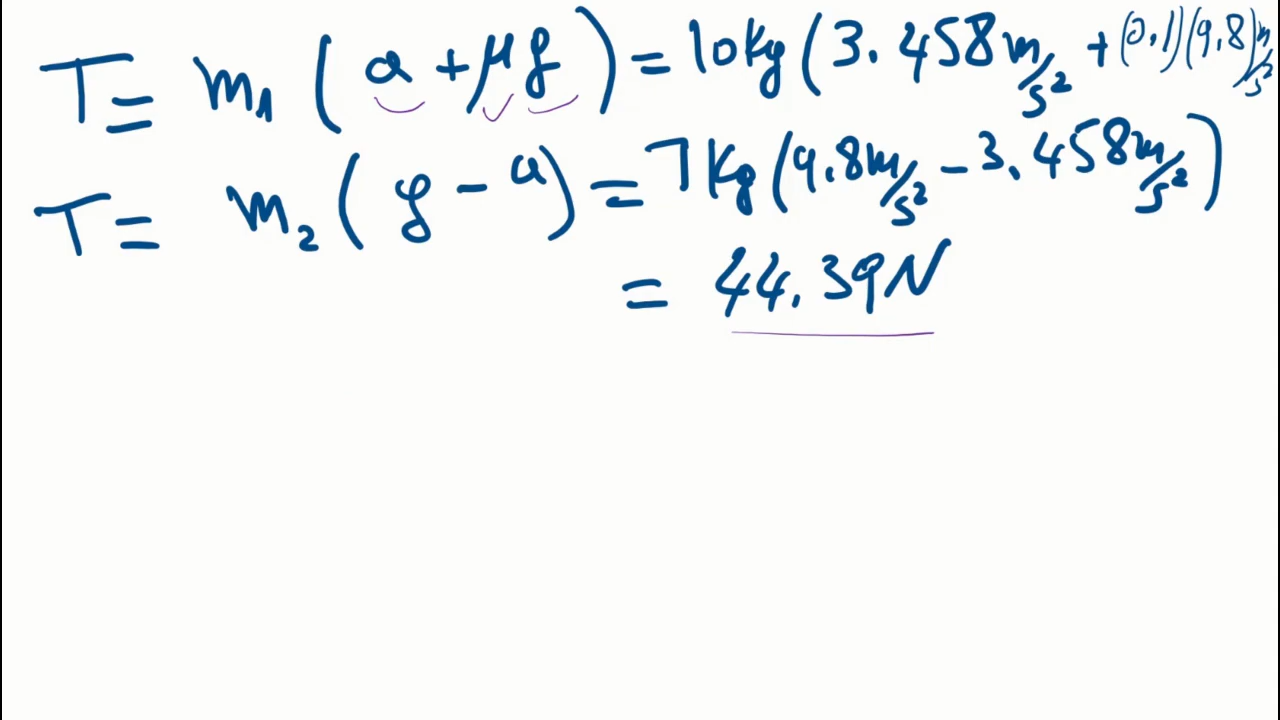 T = m₁ ( a + μg ) = 10kg ( 3.458 m/s² + (0,1)(9,8) m/s²
T = m₂ ( g - a ) = 7kg ( 9.8 m/s² - 3.458 m/s² )
= 44.39N